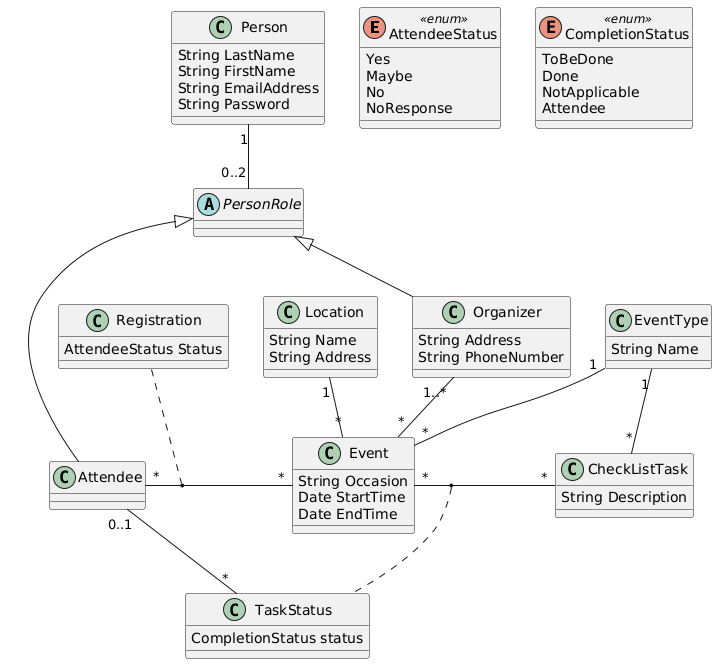 C Person
String LastName
String FirstName
String EmailAddress
String Password
E «enum»
AttendeeStatus
Yes
Maybe
No
NoResponse
E «enum»
CompletionStatus
ToBeDone
Done
NotApplicable
Attendee
1
0..2
A PersonRole
C Registration
AttendeeStatus Status
C Location
String Name
String Address
C Organizer
String Address
String PhoneNumber
C EventType
String Name
1
*
1..*
*
1
*
1
*
C Attendee
*
*
C Event
String Occasion
Date StartTime
Date EndTime
*
*
C CheckListTask
String Description
0..1
*
C TaskStatus
CompletionStatus status